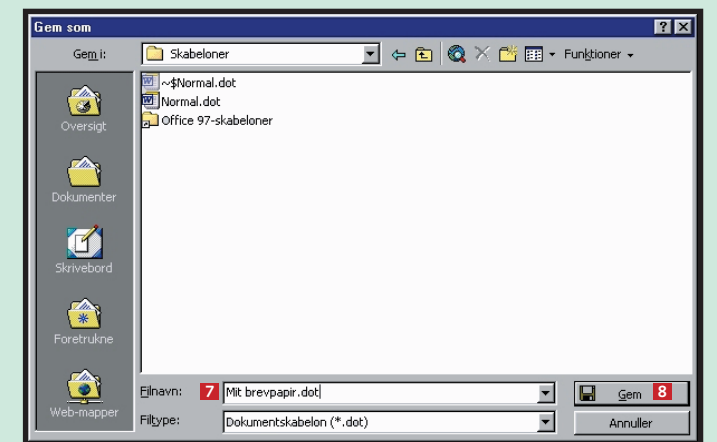 Gem som
Gem i:
Skabeloner
Funktioner
~$Normal.dot
Normal.dot
Office 97-skabeloner
Oversigt
Dokumenter
Skrivebord
Foretrukne
Web-mapper
Filnavn:
7
Mit brevpapir.dot
Gem
8
Filtype:
Dokumentskabelon (*.dot)
Annuller